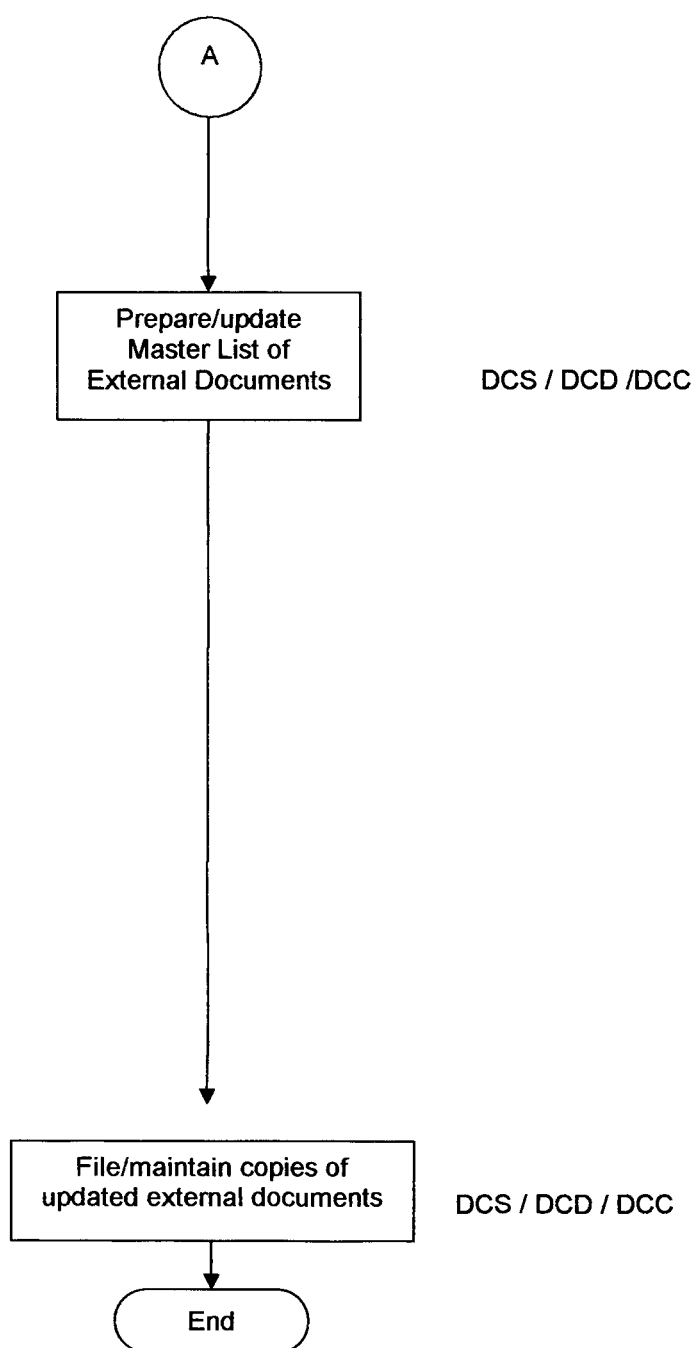 A
Prepare/update
Master List of
External Documents
DCS / DCD /DCC
File/maintain copies of
updated external documents
DCS / DCD / DCC
End